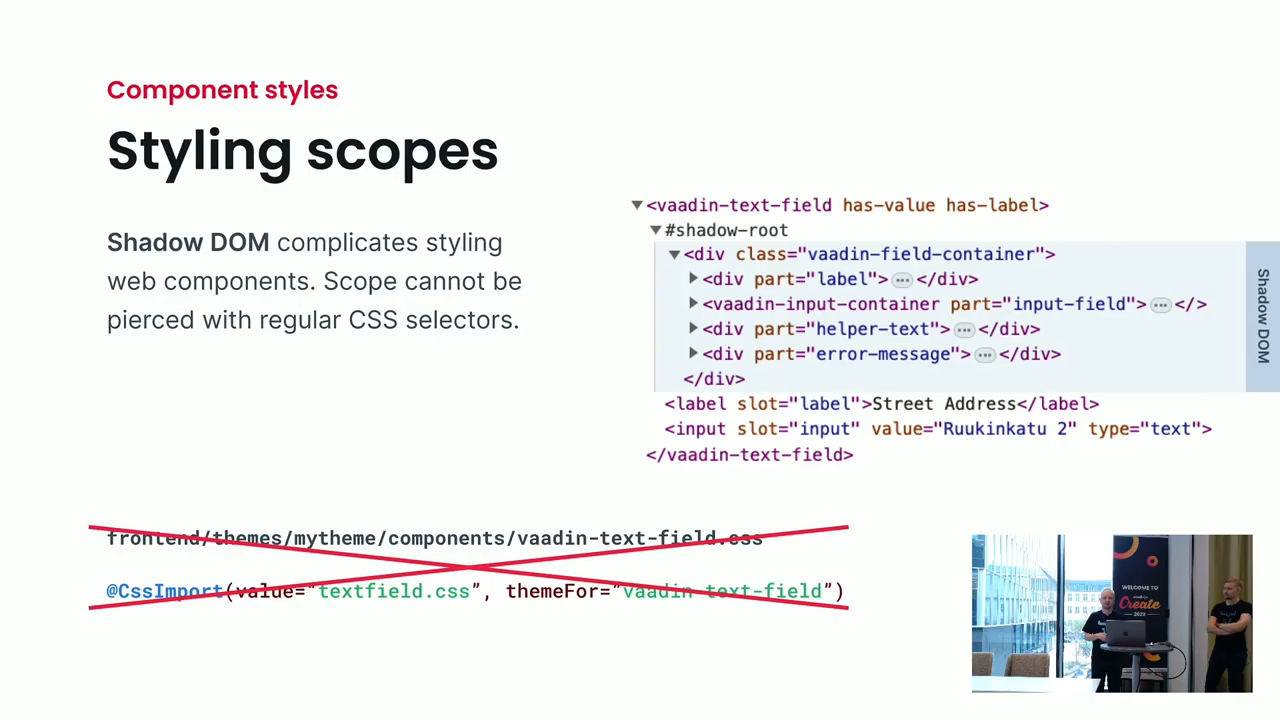 Component styles
Styling scopes
Shadow DOM complicates styling
web components. Scope cannot be
pierced with regular CSS selectors.
<vaadin-text-field has-value has-label>
#shadow-root
<div class="vaadin-field-container">
<div part="label">…</div>
<vaadin-input-container part="input-field">…</>
<div part="helper-text">…</div>
<div part="error-message">…</div>
</div>
<label slot="label">Street Address</label>
<input slot="input" value="Ruukinkatu 2" type="text">
</vaadin-text-field>
Shadow DOM
frontend/themes/mytheme/components/vaadin-text-field.css
@CssImport(value=“textfield.css”, themeFor=“vaadin-text-field”)
WELCOME TO
Create
2023